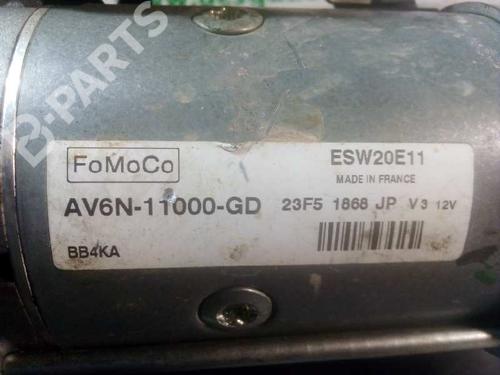 B-PARTS
FoMoCo
ESW20E11
MADE IN FRANCE
AV6N-11000-GD 23F5 1868 JP V3 12V
BB4KA